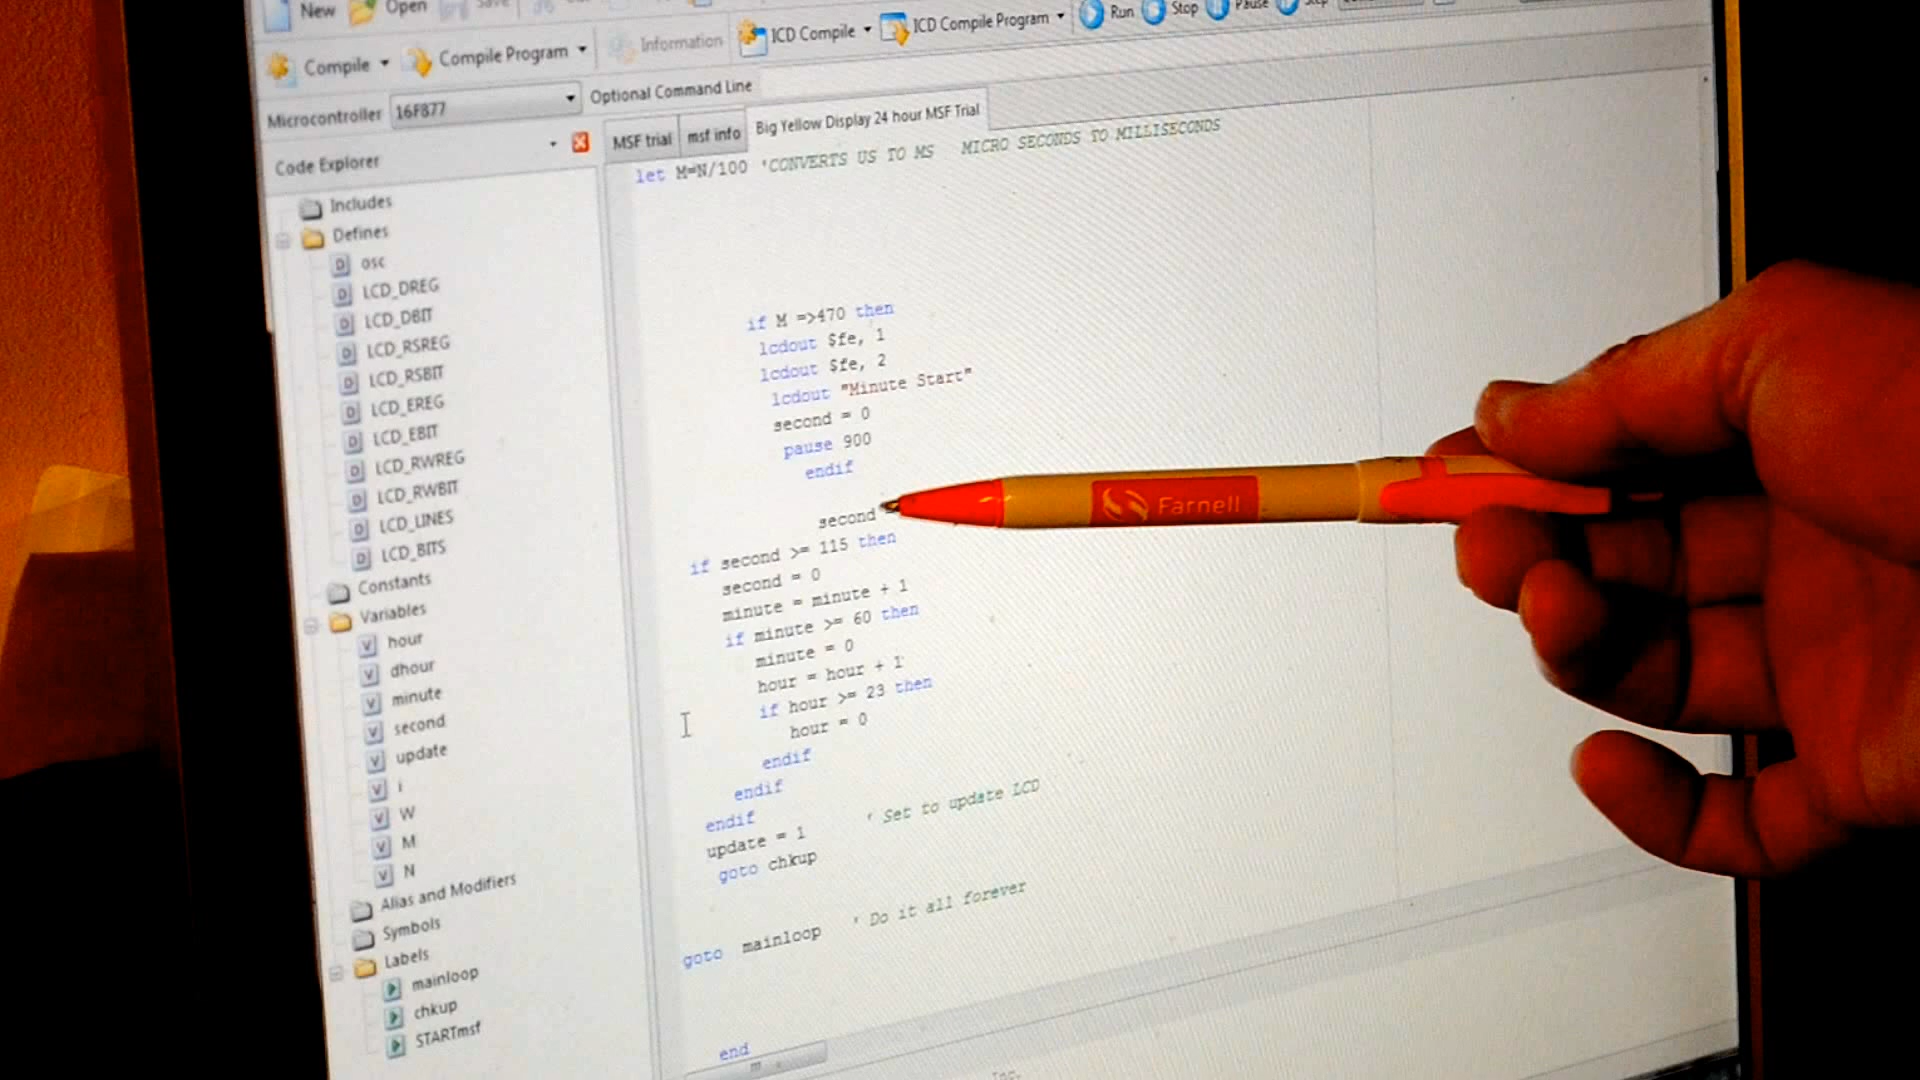 New Open Save
Compile Compile Program Information ICD Compile ICD Compile Program Run Stop Pause Step
Microcontroller 16F877 Optional Command Line
Code Explorer
MSF trial msf info Big Yellow Display 24 hour MSF Trial
Includes
Defines
osc
LCD_DREG
LCD_DBIT
LCD_RSREG
LCD_RSBIT
LCD_EREG
LCD_EBIT
LCD_RWREG
LCD_RWBIT
LCD_LINES
LCD_BITS
Constants
Variables
hour
dhour
minute
second
update
i
W
M
N
Alias and Modifiers
Symbols
Labels
mainloop
chkup
STARTmsf
let M=N/100 'CONVERTS US TO MS MICRO SECONDS TO MILLISECONDS
if M =>470 then
lcdout $fe, 1
lcdout $fe, 2
lcdout "Minute Start"
second = 0
pause 900
endif
second
if second >= 115 then
second = 0
minute = minute + 1
if minute >= 60 then
minute = 0
hour = hour + 1
if hour >= 23 then
hour = 0
endif
endif
endif
update = 1 ' Set to update LCD
goto chkup
goto mainloop ' Do it all forever
end
Farnell